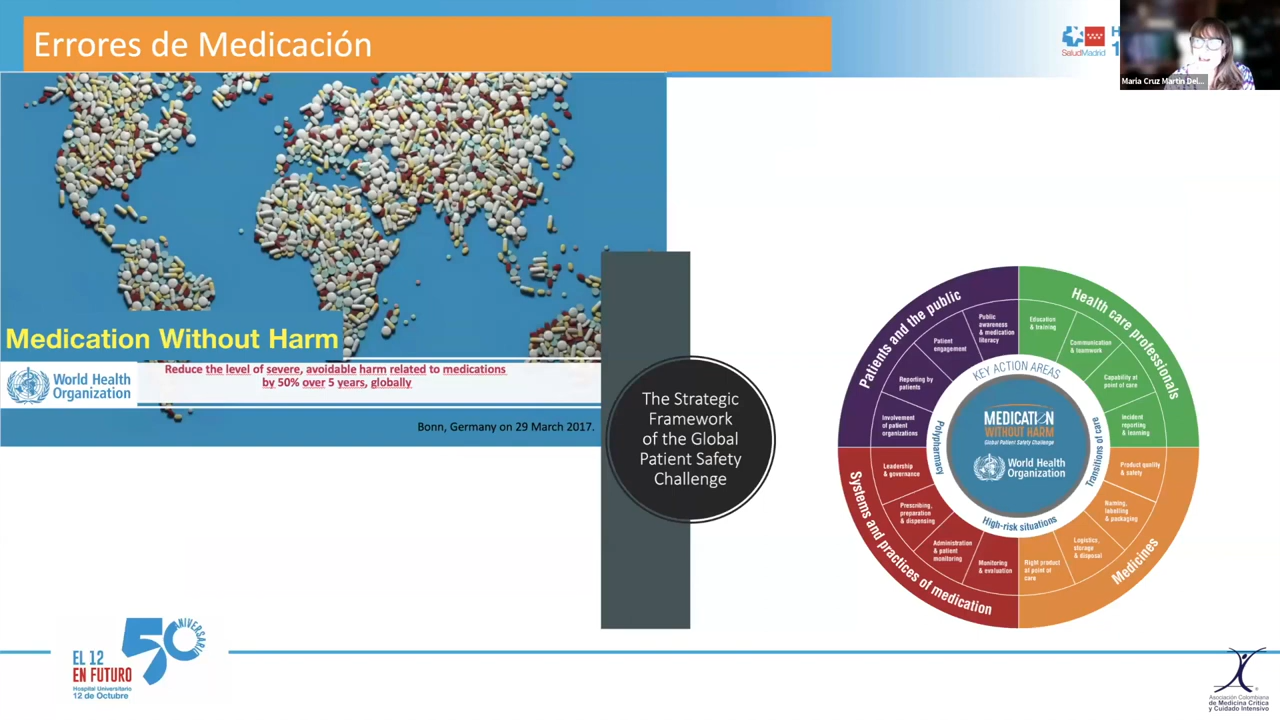 Errores de Medicación
SaludMadrid
Maria Cruz Martin Del...
Medication Without Harm
World Health
Organization
Reduce the level of severe, avoidable harm related to medications
by 50% over 5 years, globally
Bonn, Germany on 29 March 2017.
The Strategic
Framework
of the Global
Patient Safety
Challenge
Patients and the public
Public
awareness
& medication
literacy
Patient
engagement
Reporting by
patients
Involvement
of patient
organizations
Health care professionals
Education
& training
Communication
& teamwork
Capability at
point of care
Incident
reporting
& learning
KEY ACTION AREAS
Polypharmacy
Transitions of care
High-risk situations
MEDICATION
WITHOUT HARM
Global Patient Safety Challenge
World Health
Organization
Systems and practices of medication
Leadership
& governance
Prescribing,
preparation
& dispensing
Administration
& patient
monitoring
Monitoring
& evaluation
Medicines
Product quality
& safety
Naming,
labelling
& packaging
Logistics,
storage
& disposal
Right product
at point of
care
50 ANIVERSARIO
EL 12
EN FUTURO
Hospital Universitario
12 de Octubre
Asociación Colombiana
de Medicina Crítica
y Cuidado Intensivo